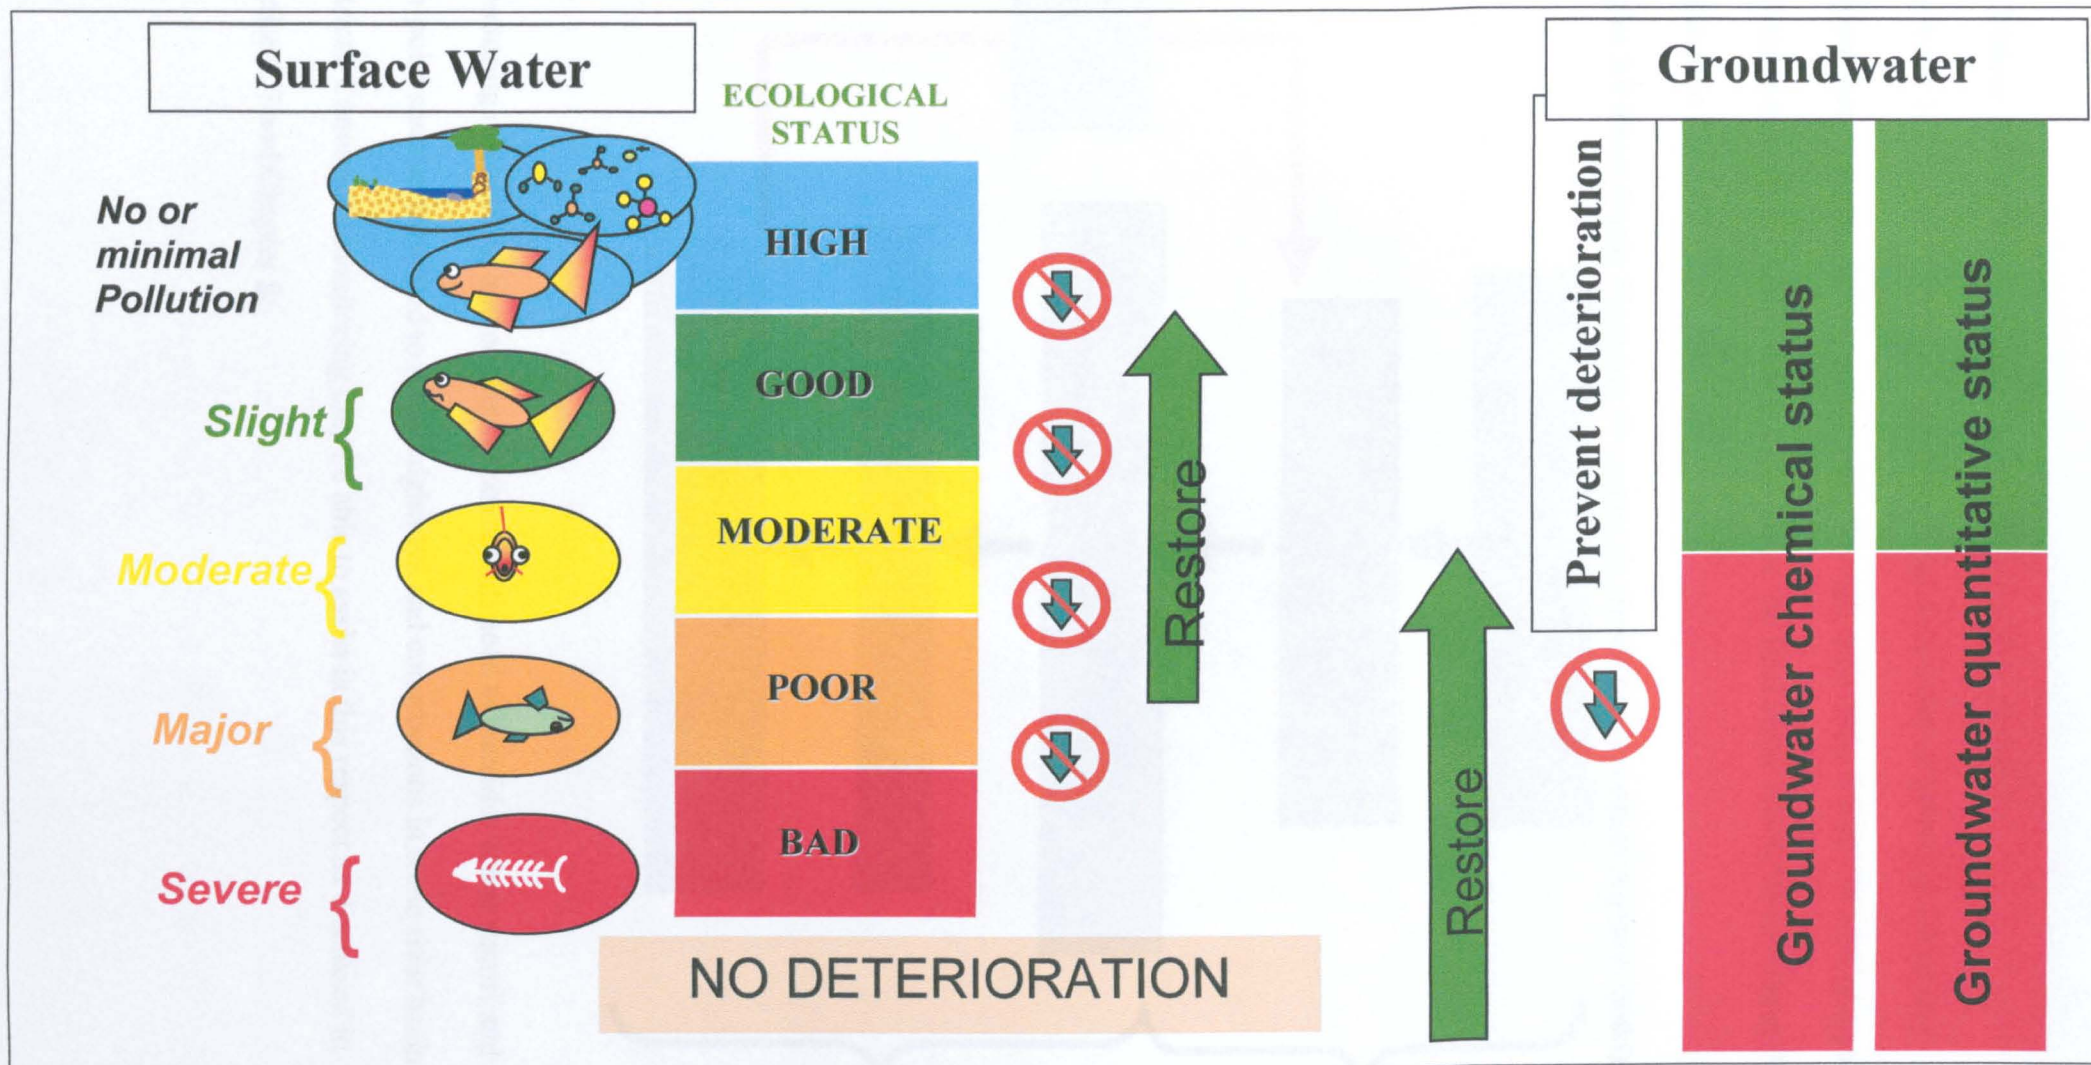 Surface Water
ECOLOGICAL
STATUS
No or
minimal
Pollution
HIGH
Slight
GOOD
Moderate
MODERATE
Major
POOR
Severe
BAD
NO DETERIORATION
Restore
Groundwater
Restore
Prevent deterioration
Groundwater chemical status
Groundwater quantitative status